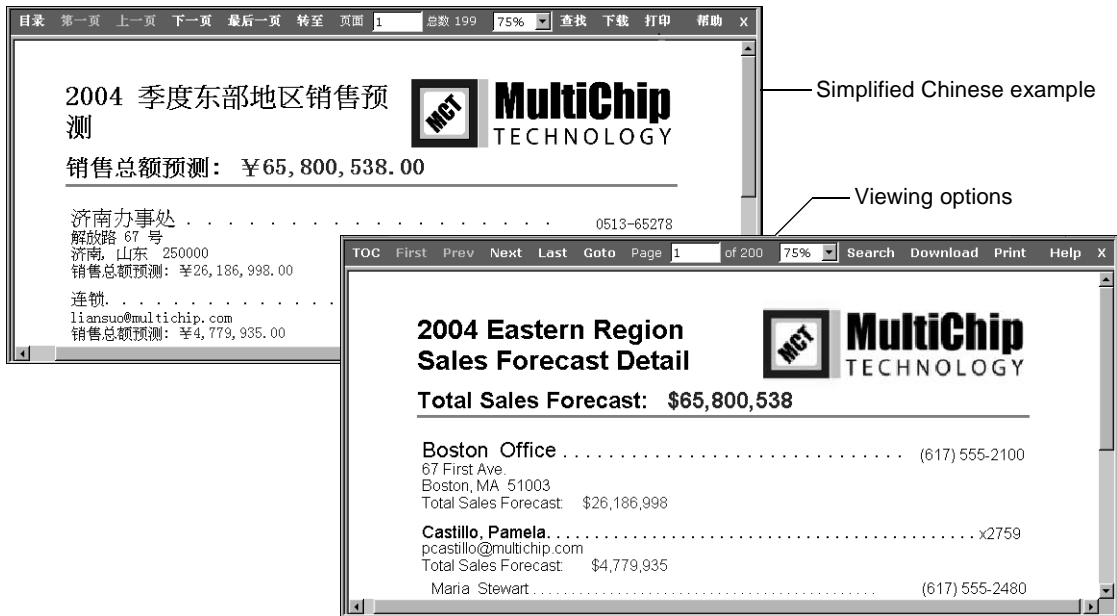 目录 第一页 上一页 下一页 最后一页 转至 页面 1 总数 199 75% 查找 下载 打印 帮助 X
2004 季度东部地区销售预
测
MCT MultiChip
TECHNOLOGY
销售总额预测: ¥65,800,538.00
济南办事处 . . . . . . . . . . . . . . 0513-65278
解放路 67 号
济南, 山东 250000
销售总额预测: ¥26,186,998.00
连锁. . . . . . . . . .
liansuo@multichip.com
销售总额预测: ¥4,779,935.00
Simplified Chinese example
Viewing options
TOC First Prev Next Last Goto Page 1 of 200 75% Search Download Print Help X
2004 Eastern Region
Sales Forecast Detail
MCT MultiChip
TECHNOLOGY
Total Sales Forecast: $65,800,538
Boston Office . . . . . . . . . . . . . . . . . . . . . . . . . . . . . . (617) 555-2100
67 First Ave.
Boston, MA 51003
Total Sales Forecast: $26,186,998
Castillo, Pamela. . . . . . . . . . . . . . . . . . . . . . . . . . . . . . . . . . . . . . . . . . x2759
pcastillo@multichip.com
Total Sales Forecast: $4,779,935
Maria Stewart . . . . . . . . . . . . . . . . . . . . . . . . . . . . . . . . . . . . . (617) 555-2480